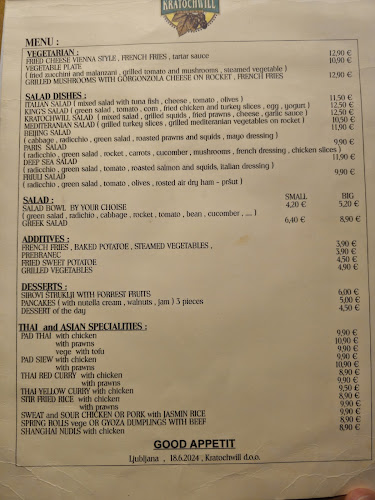 KRATOCHWILL
MENU :
VEGETARIAN :
FRIED CHEESE VIENNA STYLE , FRENCH FRIES , tartar sauce 12,90 €
VEGETABLE PLATE 10,90 €
( fried zucchini and malanzani , grilled tomato and mushrooms , steamed vegetable )
GRILLED MUSHROOMS WITH GORGONZOLA CHEESE ON ROCKET , FRENCH FRIES 12,90 €
SALAD DISHES :
ITALIAN SALAD ( mixed salad with tuna fish , cheese , tomato , olives ) 11,50 €
KING'S SALAD ( green salad , tomato , corn , fried chicken and turkey slices , egg , yogurt ) 12,50 €
KRATOCHWILL SALAD ( mixed salad , grilled squids , fried prawns , cheese , garlic sauce ) 12,50 €
MEDITERANIAN SALAD ( grilled turkey slices , grilled mediterranian vegetables on rocket ) 10,50 €
BEIJING SALAD 11,90 €
( cabbage , radicchio , green salad , roasted prawns and squids , mayo dressing )
PARIS SALAD 9,90 €
( radicchio , green salad , rocket , carrots , cucumber , mushrooms , french dressing , chicken slices )
DEEP SEA SALAD 11,90 €
( radicchio , green salad , tomato , roasted salmon and squids, italian dressing )
FRIULI SALAD 9,90 €
( radicchio , green salad , tomato , olives , rosted air dry ham - pršut )
SALAD : SMALL BIG
SALAD BOWL BY YOUR CHOISE 4,20 € 5,20 €
( green salad , radichio , cabbage , rocket , tomato , bean , cucumber , .... )
GREEK SALAD 6,40 € 8,90 €
ADDITIVES :
FRENCH FRIES , BAKED POTATOE , STEAMED VEGETABLES , 3,90 €
PREBRANEC 3,90 €
FRIED SWEET POTATOE 4,50 €
GRILLED VEGETABLES 4,90 €
DESSERTS :
SIROVI ŠTRUKLJI WITH FORREST FRUITS 6,00 €
PANCAKES ( with nutella cream , walnuts , jam ) 3 pieces 5,00 €
DESSERT of the day 4,50 €
THAI and ASIAN SPECIALITIES :
PAD THAI with chicken 9,90 €
with prawns 10,90 €
vege with tofu 9,90 €
PAD SIEW with chicken 9,90 €
with prawns 10,90 €
THAI RED CURRY with chicken 8,90 €
with prawns 9,90 €
THAI YELLOW CURRY with chicken 9,50 €
STIR FRIED RICE with chicken 8,90 €
with prawns 9,90 €
SWEAT and SOUR CHICKEN OR PORK with JASMIN RICE 9,90 €
SPRING ROLLS vege OR GYOZA DUMPLINGS WITH BEEF 8,90 €
SHANGHAI NUDLS with chicken 9,90 €
GOOD APPETIT
Ljubljana , 18.6.2024 , Kratochwill d.o.o.